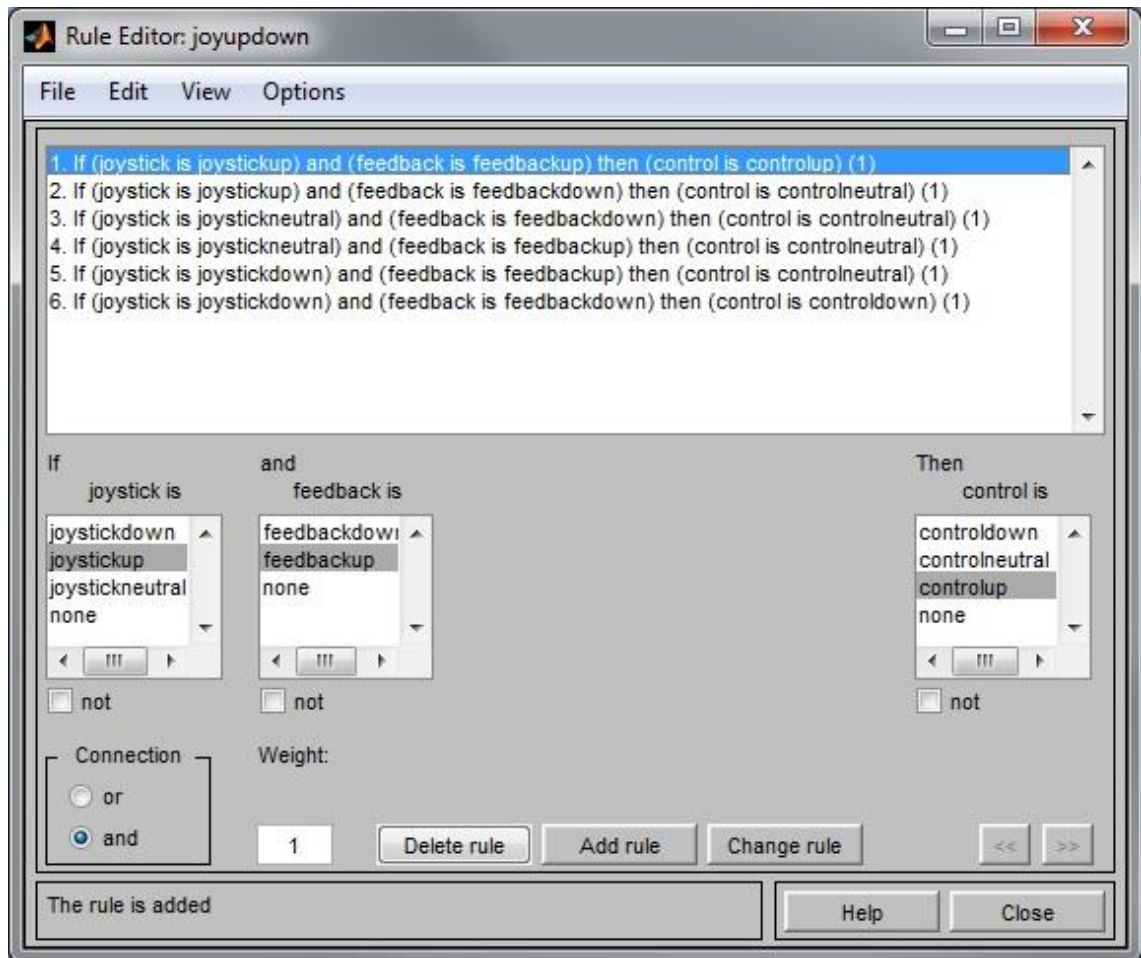 Rule Editor: joyupdown
File Edit View Options
1. If (joystick is joystickup) and (feedback is feedbackup) then (control is controlup) (1)
2. If (joystick is joystickup) and (feedback is feedbackdown) then (control is controlneutral) (1)
3. If (joystick is joystickneutral) and (feedback is feedbackdown) then (control is controlneutral) (1)
4. If (joystick is joystickneutral) and (feedback is feedbackup) then (control is controlneutral) (1)
5. If (joystick is joystickdown) and (feedback is feedbackup) then (control is controlneutral) (1)
6. If (joystick is joystickdown) and (feedback is feedbackdown) then (control is controldown) (1)
If and Then
joystick is feedback is control is
joystickdown feedbackdow controldown
joystickup feedbackup controlneutral
joystickneutral none controlup
none none
not not not
Connection Weight:
or
and 1 Delete rule Add rule Change rule << >>
The rule is added Help Close